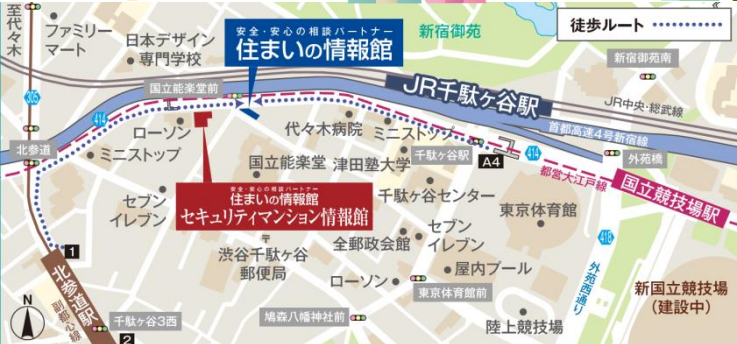 至代々木
ファミリー
マート
日本デザイン
専門学校
安全・安心の相談パートナー
住まいの情報館
新宿御苑
徒歩ルート
新宿御苑南
305
414
国立能楽堂前
JR千駄ヶ谷駅
JR中央・総武線
首都高速4号新宿線
北参道
ローソン
ミニストップ
代々木病院
ミニストップ
千駄ヶ谷駅
A4
414
外苑橋
都営大江戸線
国立競技場駅
国立能楽堂
津田塾大学
セブン
イレブン
安全・安心の相談パートナー
住まいの情報館
セキュリティマンション情報館
千駄ヶ谷センター
東京体育館
全郵政会館
セブン
イレブン
418
外苑西通り
渋谷千駄ヶ谷
郵便局
ローソン
屋内プール
東京体育館前
新国立競技場
(建設中)
1
北参道駅
副都心線
2
N
千駄ヶ谷3西
鳩森八幡神社前
陸上競技場